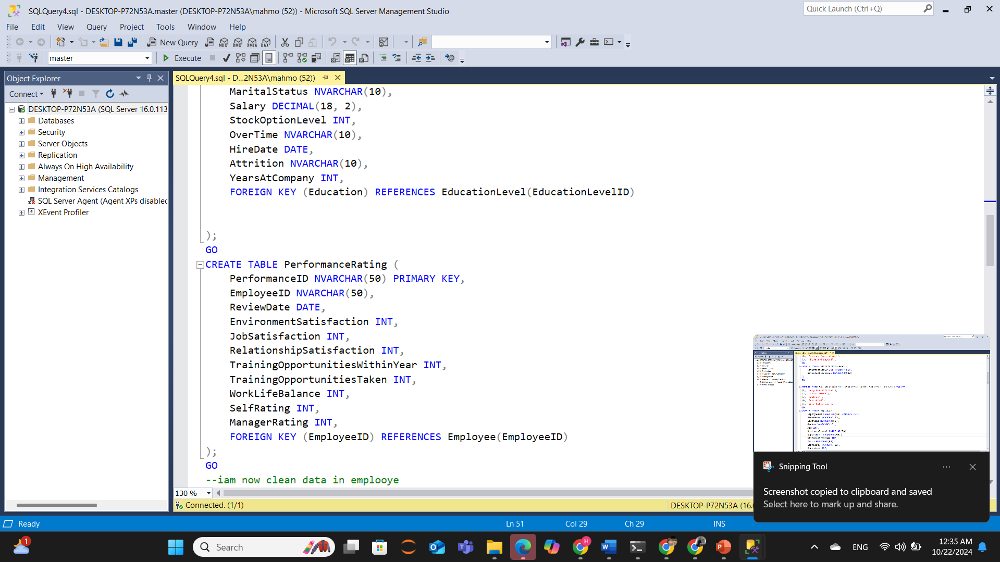 SQLQuery4.sql - DESKTOP-P72N53A.master (DESKTOP-P72N53A\mahmo (52)) - Microsoft SQL Server Management Studio
Quick Launch (Ctrl+Q)
File Edit View Query Project Tools Window Help
New Query MDX DMX XMLA DAX
master Execute
Object Explorer
SQLQuery4.sql - D...2N53A\mahmo (52))
Connect
DESKTOP-P72N53A (SQL Server 16.0.113
Databases
Security
Server Objects
Replication
Always On High Availability
Management
Integration Services Catalogs
SQL Server Agent (Agent XPs disabled
XEvent Profiler
MaritalStatus NVARCHAR(10),
Salary DECIMAL(18, 2),
StockOptionLevel INT,
OverTime NVARCHAR(10),
HireDate DATE,
Attrition NVARCHAR(10),
YearsAtCompany INT,
FOREIGN KEY (Education) REFERENCES EducationLevel(EducationLevelID)
);
GO
CREATE TABLE PerformanceRating (
PerformanceID NVARCHAR(50) PRIMARY KEY,
EmployeeID NVARCHAR(50),
ReviewDate DATE,
EnvironmentSatisfaction INT,
JobSatisfaction INT,
RelationshipSatisfaction INT,
TrainingOpportunitiesWithinYear INT,
TrainingOpportunitiesTaken INT,
WorkLifeBalance INT,
SelfRating INT,
ManagerRating INT,
FOREIGN KEY (EmployeeID) REFERENCES Employee(EmployeeID)
);
GO
--iam now clean data in emplooye
130 %
Connected. (1/1)
DESKTOP-P72N53A (16.
Snipping Tool
Screenshot copied to clipboard and saved
Select here to mark up and share.
Ready
Ln 51 Col 29 Ch 29 INS
1
Search
ENG
12:35 AM
10/22/2024